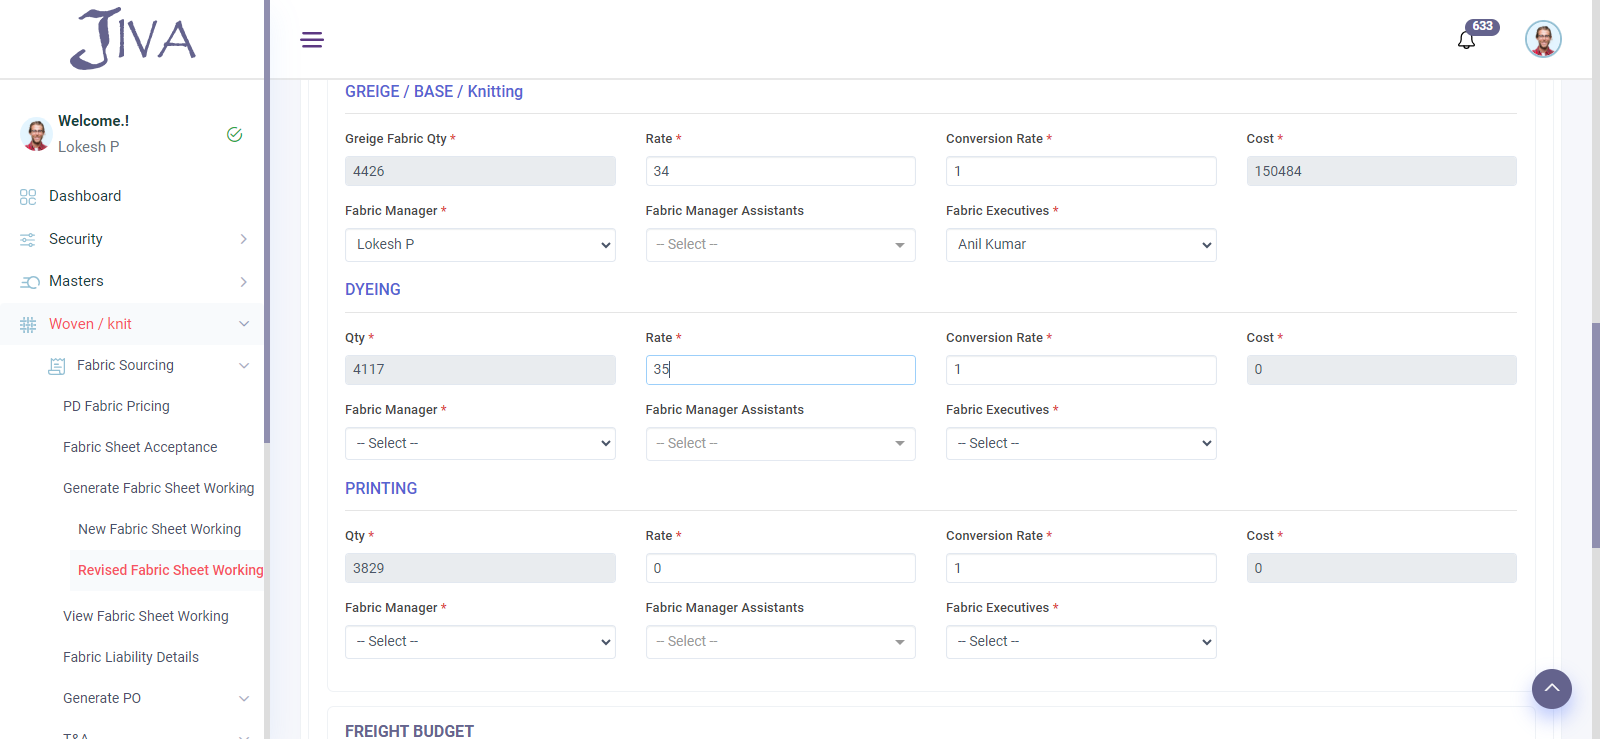 JIVA
633
Welcome.!
Lokesh P
Dashboard
Security
Masters
Woven / knit
Fabric Sourcing
PD Fabric Pricing
Fabric Sheet Acceptance
Generate Fabric Sheet Working
New Fabric Sheet Working
Revised Fabric Sheet Working
View Fabric Sheet Working
Fabric Liability Details
Generate PO
T&A
GREIGE / BASE / Knitting
Greige Fabric Qty * Rate * Conversion Rate * Cost *
4426 34 1 150484
Fabric Manager * Fabric Manager Assistants Fabric Executives *
Lokesh P -- Select -- Anil Kumar
DYEING
Qty * Rate * Conversion Rate * Cost *
4117 35 1 0
Fabric Manager * Fabric Manager Assistants Fabric Executives *
-- Select -- -- Select -- -- Select --
PRINTING
Qty * Rate * Conversion Rate * Cost *
3829 0 1 0
Fabric Manager * Fabric Manager Assistants Fabric Executives *
-- Select -- -- Select -- -- Select --
FREIGHT BUDGET